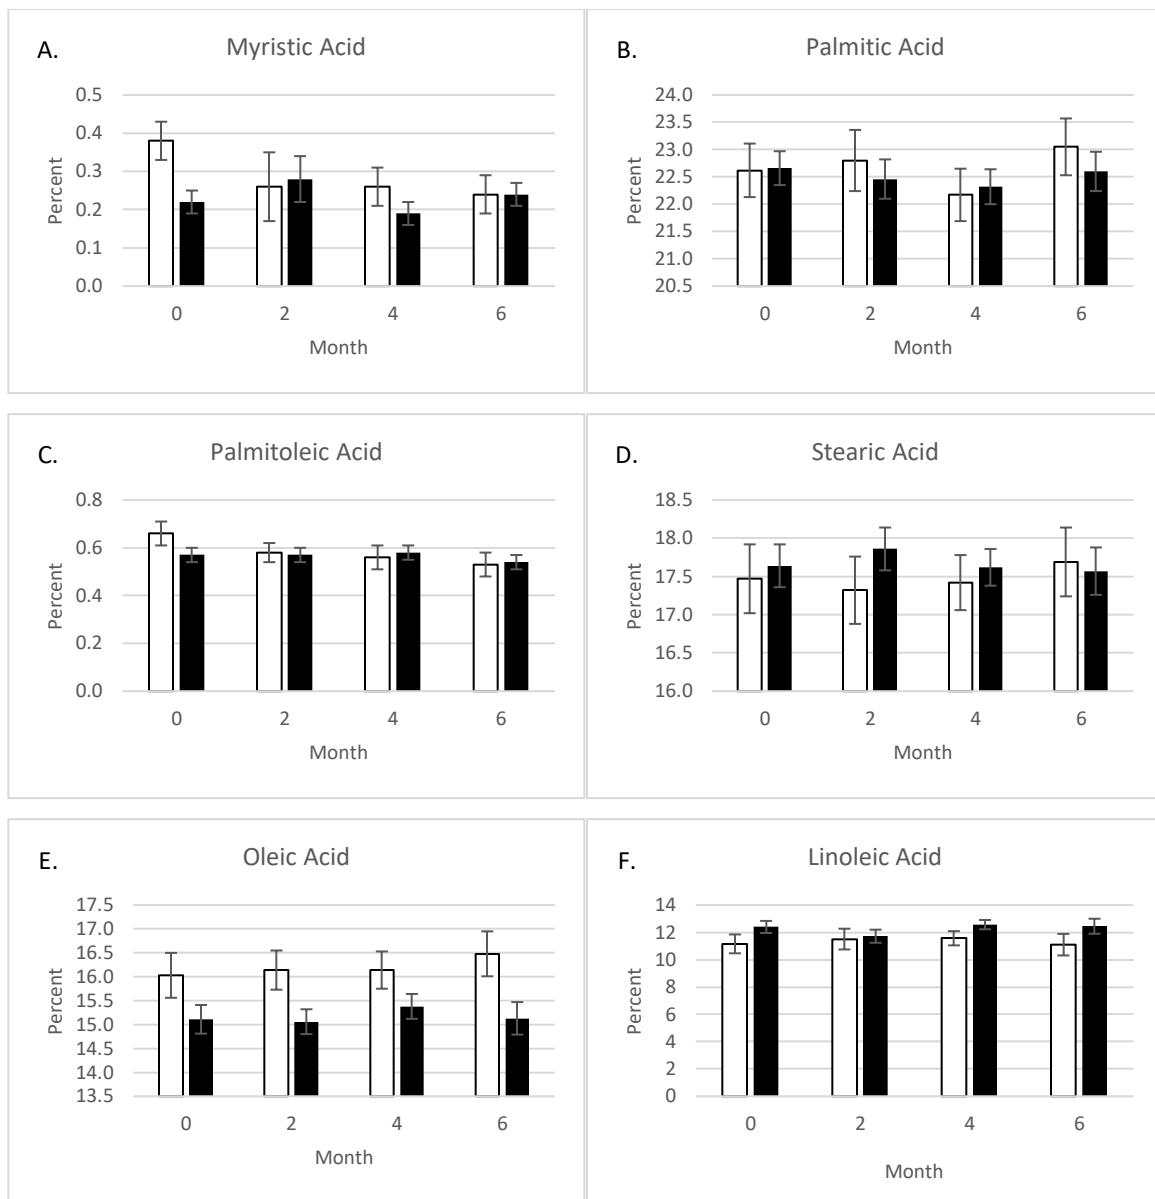 A.
Myristic Acid
0.5
0.4
0.3
0.2
0.1
0.0
Percent
0 2 4 6
Month
B.
Palmitic Acid
24.0
23.5
23.0
22.5
22.0
21.5
21.0
20.5
Percent
0 2 4 6
Month
C.
Palmitoleic Acid
0.8
0.6
0.4
0.2
0.0
Percent
0 2 4 6
Month
D.
Stearic Acid
18.5
18.0
17.5
17.0
16.5
16.0
Percent
0 2 4 6
Month
E.
Oleic Acid
17.5
17.0
16.5
16.0
15.5
15.0
14.5
14.0
13.5
Percent
0 2 4 6
Month
F.
Linoleic Acid
14
12
10
8
6
4
2
0
Percent
0 2 4 6
Month